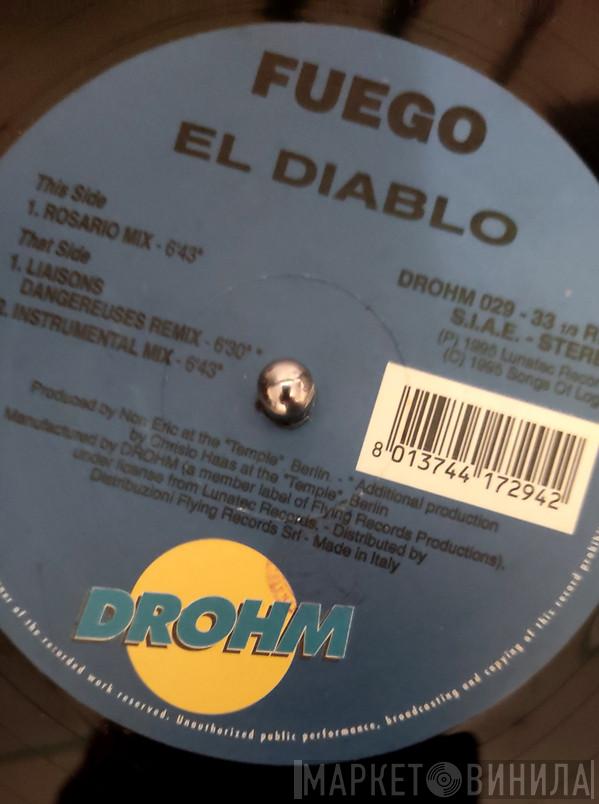 FUEGO
EL DIABLO
This Side
1. ROSARIO MIX - 6'43"
That Side
1. LIAISONS
DANGEREUSES REMIX - 6'30" *
2. INSTRUMENTAL MIX - 6'43"
DROHM 029 - 33 1/3 R
S.I.A.E. - STERE
(P) 1995 Lunatec Recor
(C) 1995 Songs Of Log
8 013744 172942
Produced by Non Eric at the "Temple", Berlin. - * Additional production
by Christo Haas at the "Temple", Berlin
Manufactured by DROHM (a member label of Flying Records Productions),
under license from Lunatec Records. - Distributed by
Distribuzioni Flying Records Srl - Made in Italy
DROHM
of the recorded work reserved. Unauthorized public performance, broadcasting and copying of this record prohib
МАРКЕТ ВИНИЛА